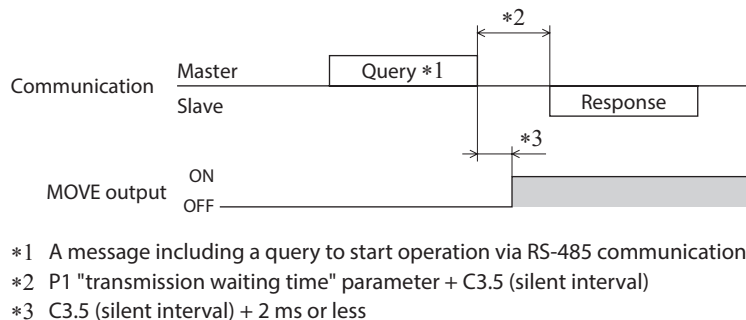 *2
Master
Query *1
Communication
Slave
Response
*3
ON
MOVE output
OFF
*1 A message including a query to start operation via RS-485 communication
*2 P1 "transmission waiting time" parameter + C3.5 (silent interval)
*3 C3.5 (silent interval) + 2 ms or less